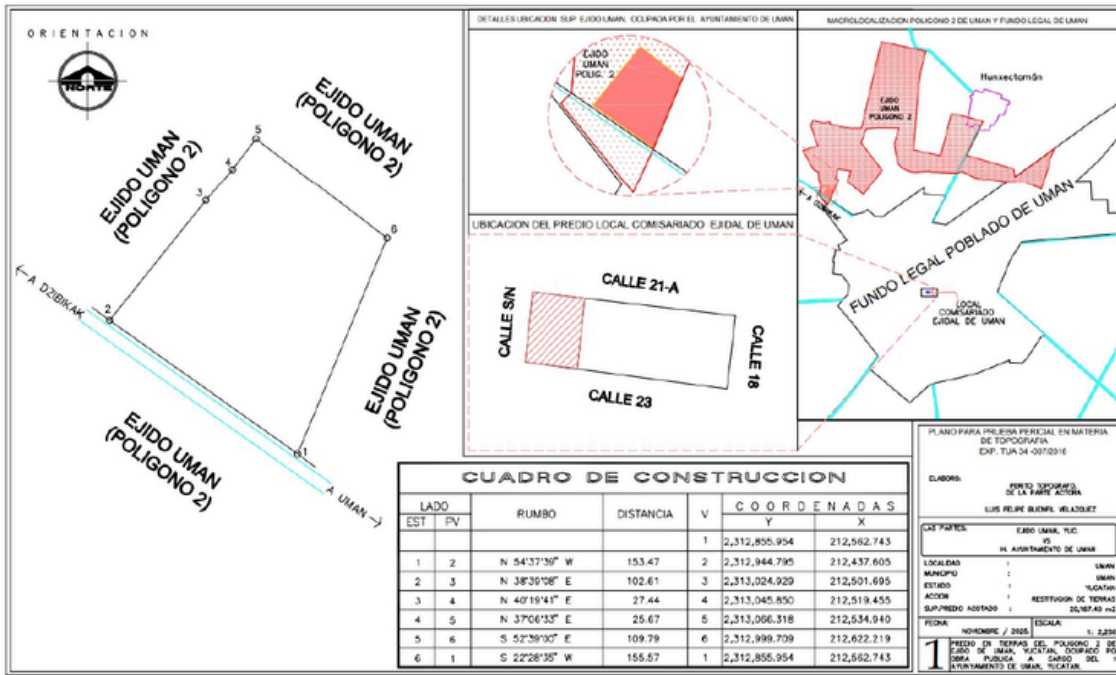 ORIENTACION
NORTE
EJIDO UMAN
(POLIGONO 2)
EJIDO UMAN
(POLIGONO 2)
5
4
3
6
2
1
A DZIBIKAK
EJIDO UMAN
(POLIGONO 2)
EJIDO UMAN
(POLIGONO 2)
A UMAN
DETALLES UBICACION SUP. EJIDO UMAN, OCUPADA POR EL AYUNTAMIENTO DE UMAN
EJIDO
UMAN
POLIG. 2
UBICACION DEL PREDIO LOCAL COMISARIADO EJIDAL DE UMAN
CALLE 21-A
CALLE S/N
CALLE 18
CALLE 23
MACROLOCALIZACION POLIGONO 2 DE UMAN Y FUNDO LEGAL DE UMAN
Hunxectamán
EJIDO
UMAN
POLIGONO 2
A DZIBIKAK
FUNDO LEGAL POBLADO DE UMAN
LOCAL
COMISARIADO
EJIDAL DE UMAN
CUADRO DE CONSTRUCCION
LADO RUMBO DISTANCIA V COORDENADAS
EST PV Y X
1 2,312,855.954 212,562.743
1 2 N 54°37'39" W 153.47 2 2,312,944.795 212,437.605
2 3 N 38°39'08" E 102.61 3 2,313,024.929 212,501.695
3 4 N 40°19'41" E 27.44 4 2,313,045.850 212,519.455
4 5 N 37°06'33" E 25.67 5 2,313,066.318 212,534.940
5 6 S 52°39'00" E 109.79 6 2,312,999.709 212,622.219
6 1 S 22°28'35" W 155.57 1 2,312,855.954 212,562.743
PLANO PARA PRUEBA PERICIAL EN MATERIA
DE TOPOGRAFIA
EXP. TUA 34 -007/2016
ELABORO:
PERITO TOPOGRAFO.
DE LA PARTE ACTORA
LUIS FELIPE BUENFIL VELAZQUEZ
LAS PARTES: EJIDO UMAN, YUC.
VS
H. AYUNTAMIENTO DE UMAN
LOCALIDAD : UMAN
MUNICIPIO : UMAN
ESTADO : YUCATAN
ACCION : RESTITUCION DE TIERRAS
SUP/PREDIO AGOTADO :
FECHA: ESCALA:
NOVIEMBRE / 2025
1
PREDIO EN TIERRAS DEL POLIGONO 2 DE
EJIDO DE UMAN, YUCATAN, OCUPADO PO
OBRA PUBLICA A CARGO DEL
AYUNTAMIENTO DE UMAN, YUCATAN.